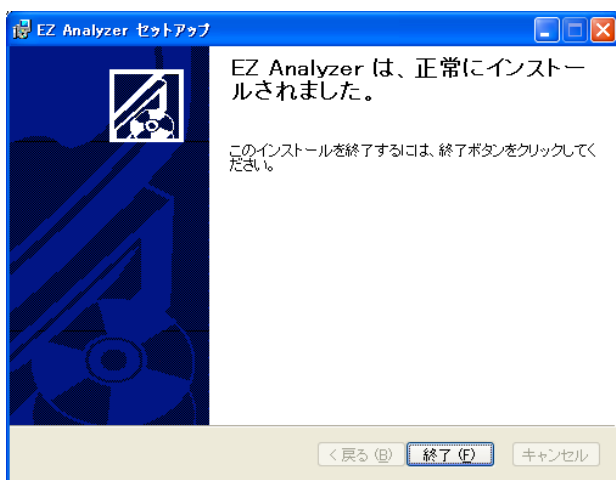 EZ Analyzer セットアップ
EZ Analyzer は、正常にインストー
ルされました。
このインストールを終了するには、終了ボタンをクリックしてく
ださい。
< 戻る (B)
終了 (F)
キャンセル